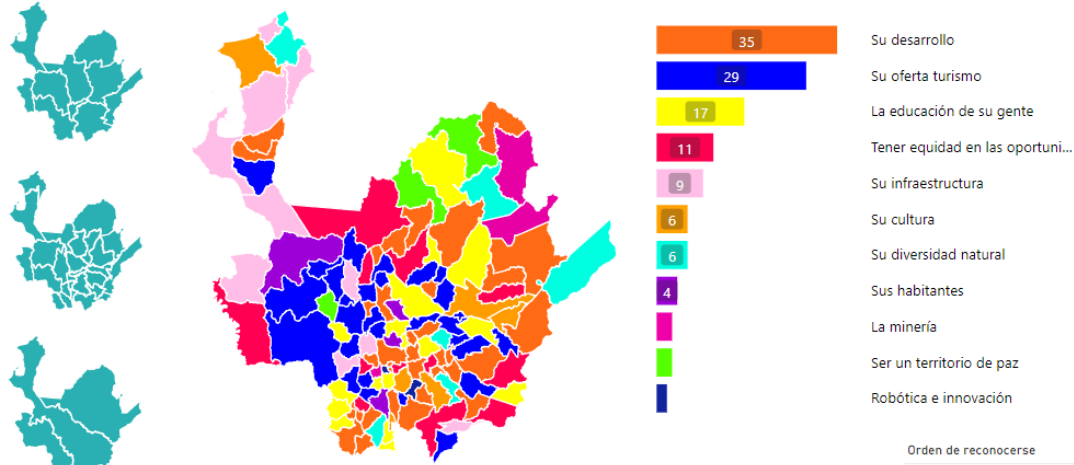 35 Su desarrollo
29 Su oferta turismo
17 La educación de su gente
11 Tener equidad en las oportuni...
9 Su infraestructura
6 Su cultura
6 Su diversidad natural
4 Sus habitantes
La minería
Ser un territorio de paz
Robótica e innovación
Orden de reconocerse